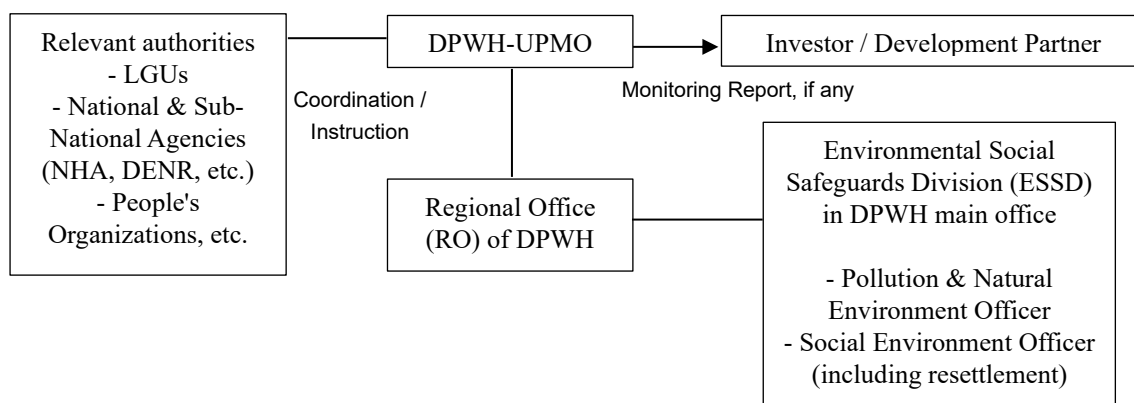 Relevant authorities
- LGUs
- National & Sub-
National Agencies
(NHA, DENR, etc.)
- People's
Organizations, etc.
DPWH-UPMO
Investor / Development Partner
Coordination /
Instruction
Monitoring Report, if any
Regional Office
(RO) of DPWH
Environmental Social
Safeguards Division (ESSD)
in DPWH main office
- Pollution & Natural
Environment Officer
- Social Environment Officer
(including resettlement)